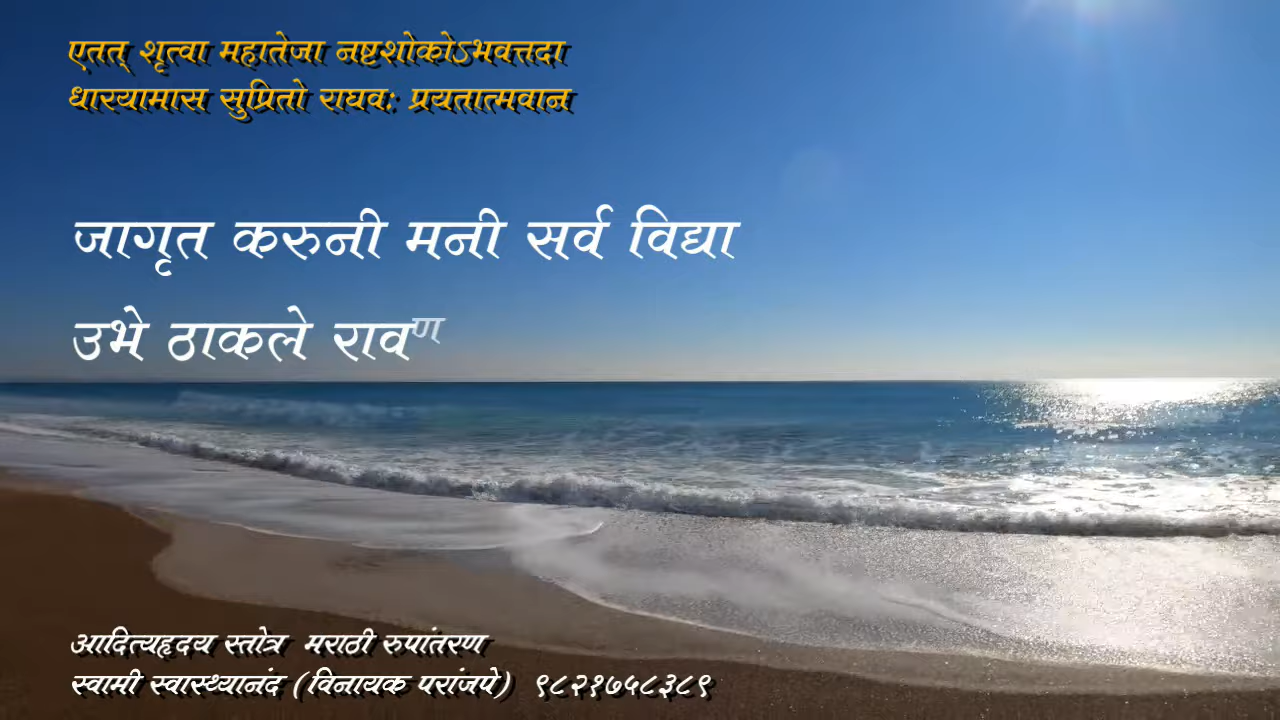 एतत् शृत्वा महातेजा नष्टशोकोऽभवत्तदा
धारयामास सुप्रितो राघवः प्रयतात्मवान
जागृत करुनी मनी सर्व विद्या
उभे ठाकले रावण
आदित्यहृदय स्तोत्र मराठी रुपांतरण
स्वामी स्वास्थ्यानंद (विनायक परांजपे) ९८२१७५८३८९